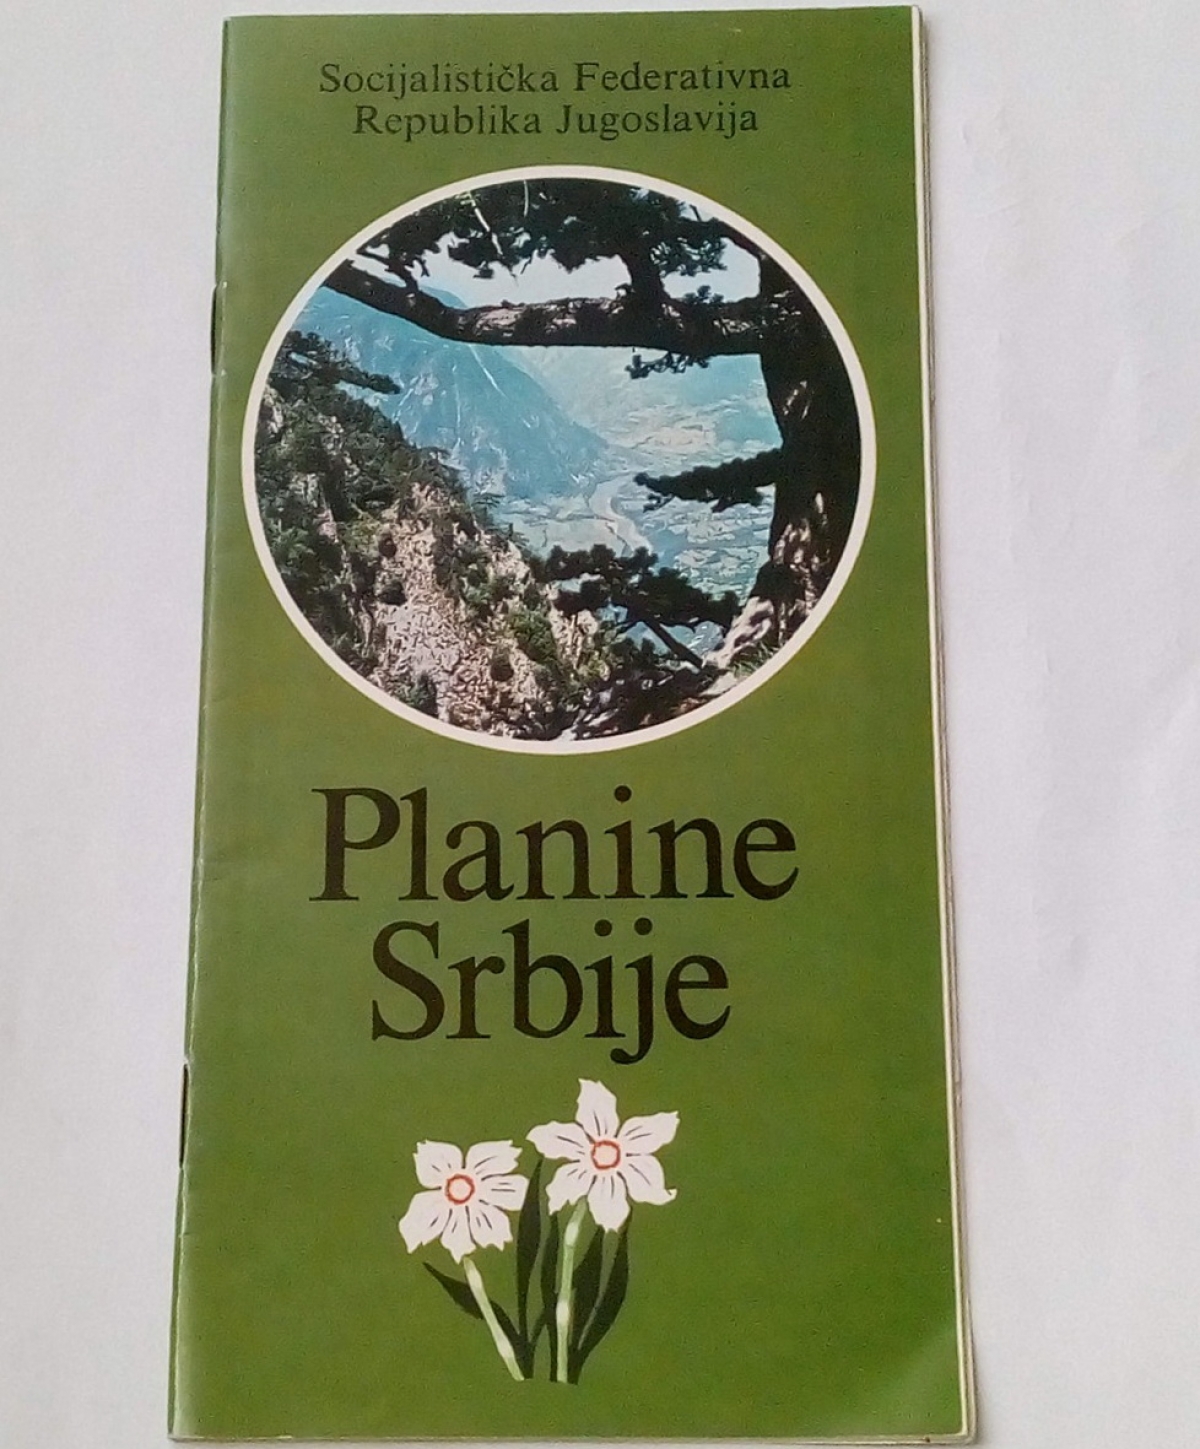 Socijalistička Federativna
Republika Jugoslavija
Planine
Srbije